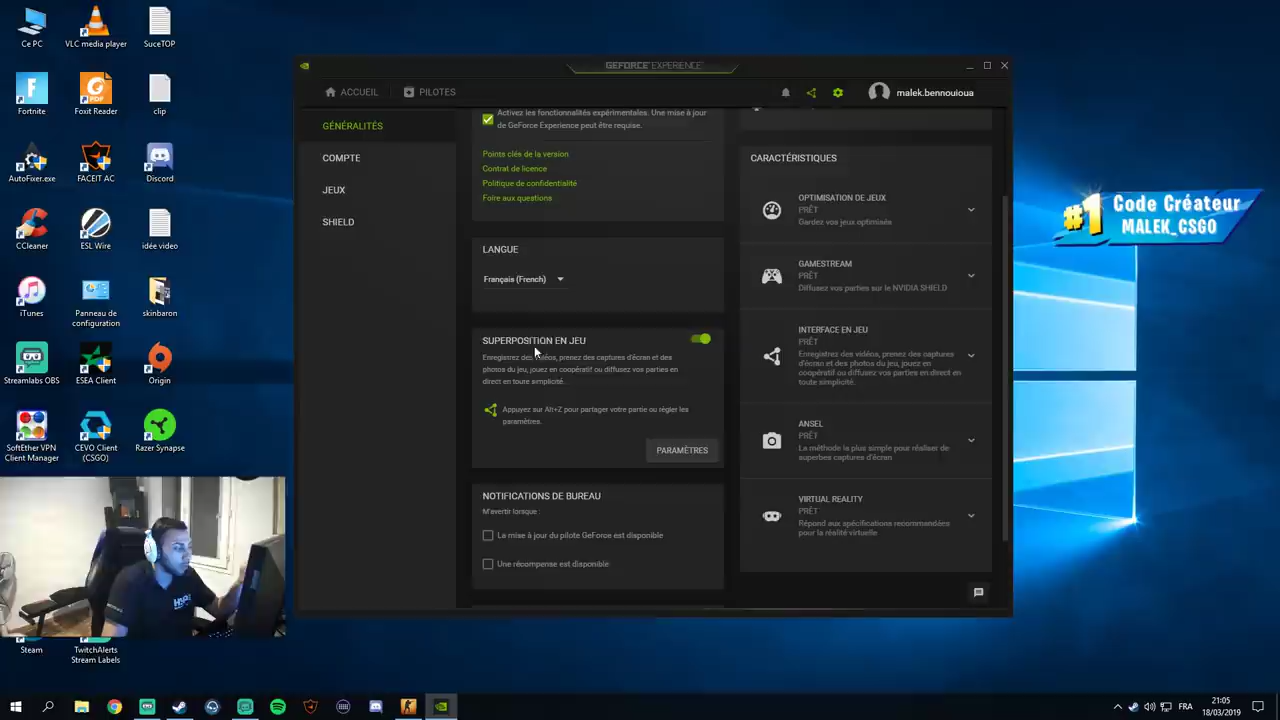 Ce PC
VLC media player
SuceTOP
Fortnite
Foxit Reader
clip
AutoFixer.exe
FACEIT AC
Discord
CCleaner
ESL Wire
idée video
iTunes
Panneau de
configuration
skinbaron
Streamlabs OBS
ESEA Client
Origin
SoftEther VPN
Client Manager
CEVO Client
(CSGO)
Razer Synapse
Steam
TwitchAlerts
Stream Labels
GEFORCE EXPERIENCE
ACCUEIL
PILOTES
malek.bennouioua
GÉNÉRALITÉS
COMPTE
JEUX
SHIELD
Activez les fonctionnalités expérimentales. Une mise à jour
de GeForce Experience peut être requise.
Points clés de la version
Contrat de licence
Politique de confidentialité
Foire aux questions
LANGUE
Français (French)
SUPERPOSITION EN JEU
Enregistrez des vidéos, prenez des captures d'écran et des
photos du jeu, jouez en coopératif ou diffusez vos parties en
direct en toute simplicité.
Appuyez sur Alt+Z pour partager votre partie ou régler les
paramètres.
PARAMÈTRES
NOTIFICATIONS DE BUREAU
M'avertir lorsque :
La mise à jour du pilote GeForce est disponible
Une récompense est disponible
CARACTÉRISTIQUES
OPTIMISATION DE JEUX
PRÊT
Gardez vos jeux optimisés
GAMESTREAM
PRÊT
Diffusez vos parties sur le NVIDIA SHIELD
INTERFACE EN JEU
PRÊT
Enregistrez des vidéos, prenez des captures
d'écran et des photos du jeu, jouez en
coopératif ou diffusez vos parties en direct en
toute simplicité.
ANSEL
PRÊT
La méthode la plus simple pour réaliser de
superbes captures d'écran
VIRTUAL REALITY
PRÊT
Répond aux spécifications recommandées
pour la réalité virtuelle
#1 Code Créateur
MALEK_CSGO
FRA
21:05
18/03/2019